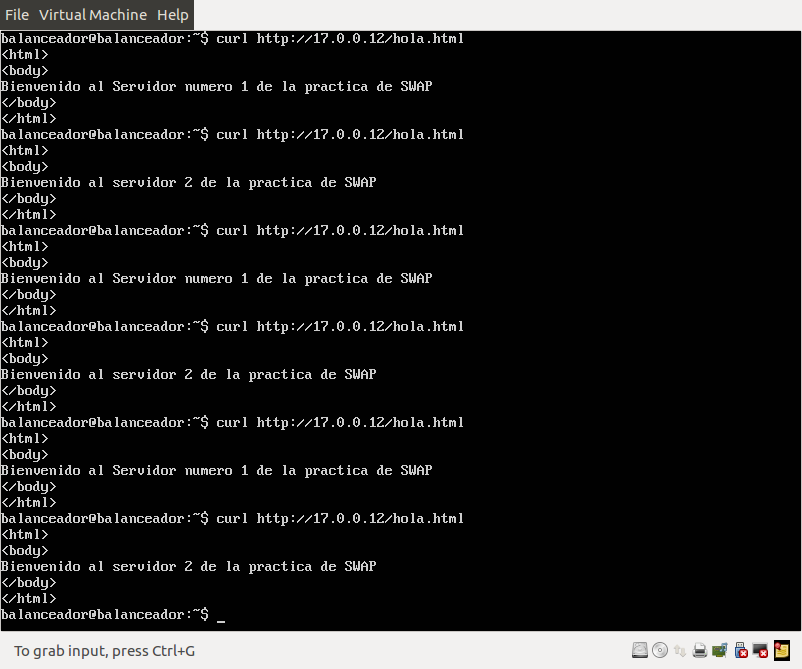 File Virtual Machine Help
balanceador@balanceador:~$ curl http://17.0.0.12/hola.html
<html>
<body>
Bienvenido al Servidor numero 1 de la practica de SWAP
</body>
</html>
balanceador@balanceador:~$ curl http://17.0.0.12/hola.html
<html>
<body>
Bienvenido al servidor 2 de la practica de SWAP
</body>
</html>
balanceador@balanceador:~$ curl http://17.0.0.12/hola.html
<html>
<body>
Bienvenido al Servidor numero 1 de la practica de SWAP
</body>
</html>
balanceador@balanceador:~$ curl http://17.0.0.12/hola.html
<html>
<body>
Bienvenido al servidor 2 de la practica de SWAP
</body>
</html>
balanceador@balanceador:~$ curl http://17.0.0.12/hola.html
<html>
<body>
Bienvenido al Servidor numero 1 de la practica de SWAP
</body>
</html>
balanceador@balanceador:~$ curl http://17.0.0.12/hola.html
<html>
<body>
Bienvenido al servidor 2 de la practica de SWAP
</body>
</html>
balanceador@balanceador:~$ _
To grab input, press Ctrl+G